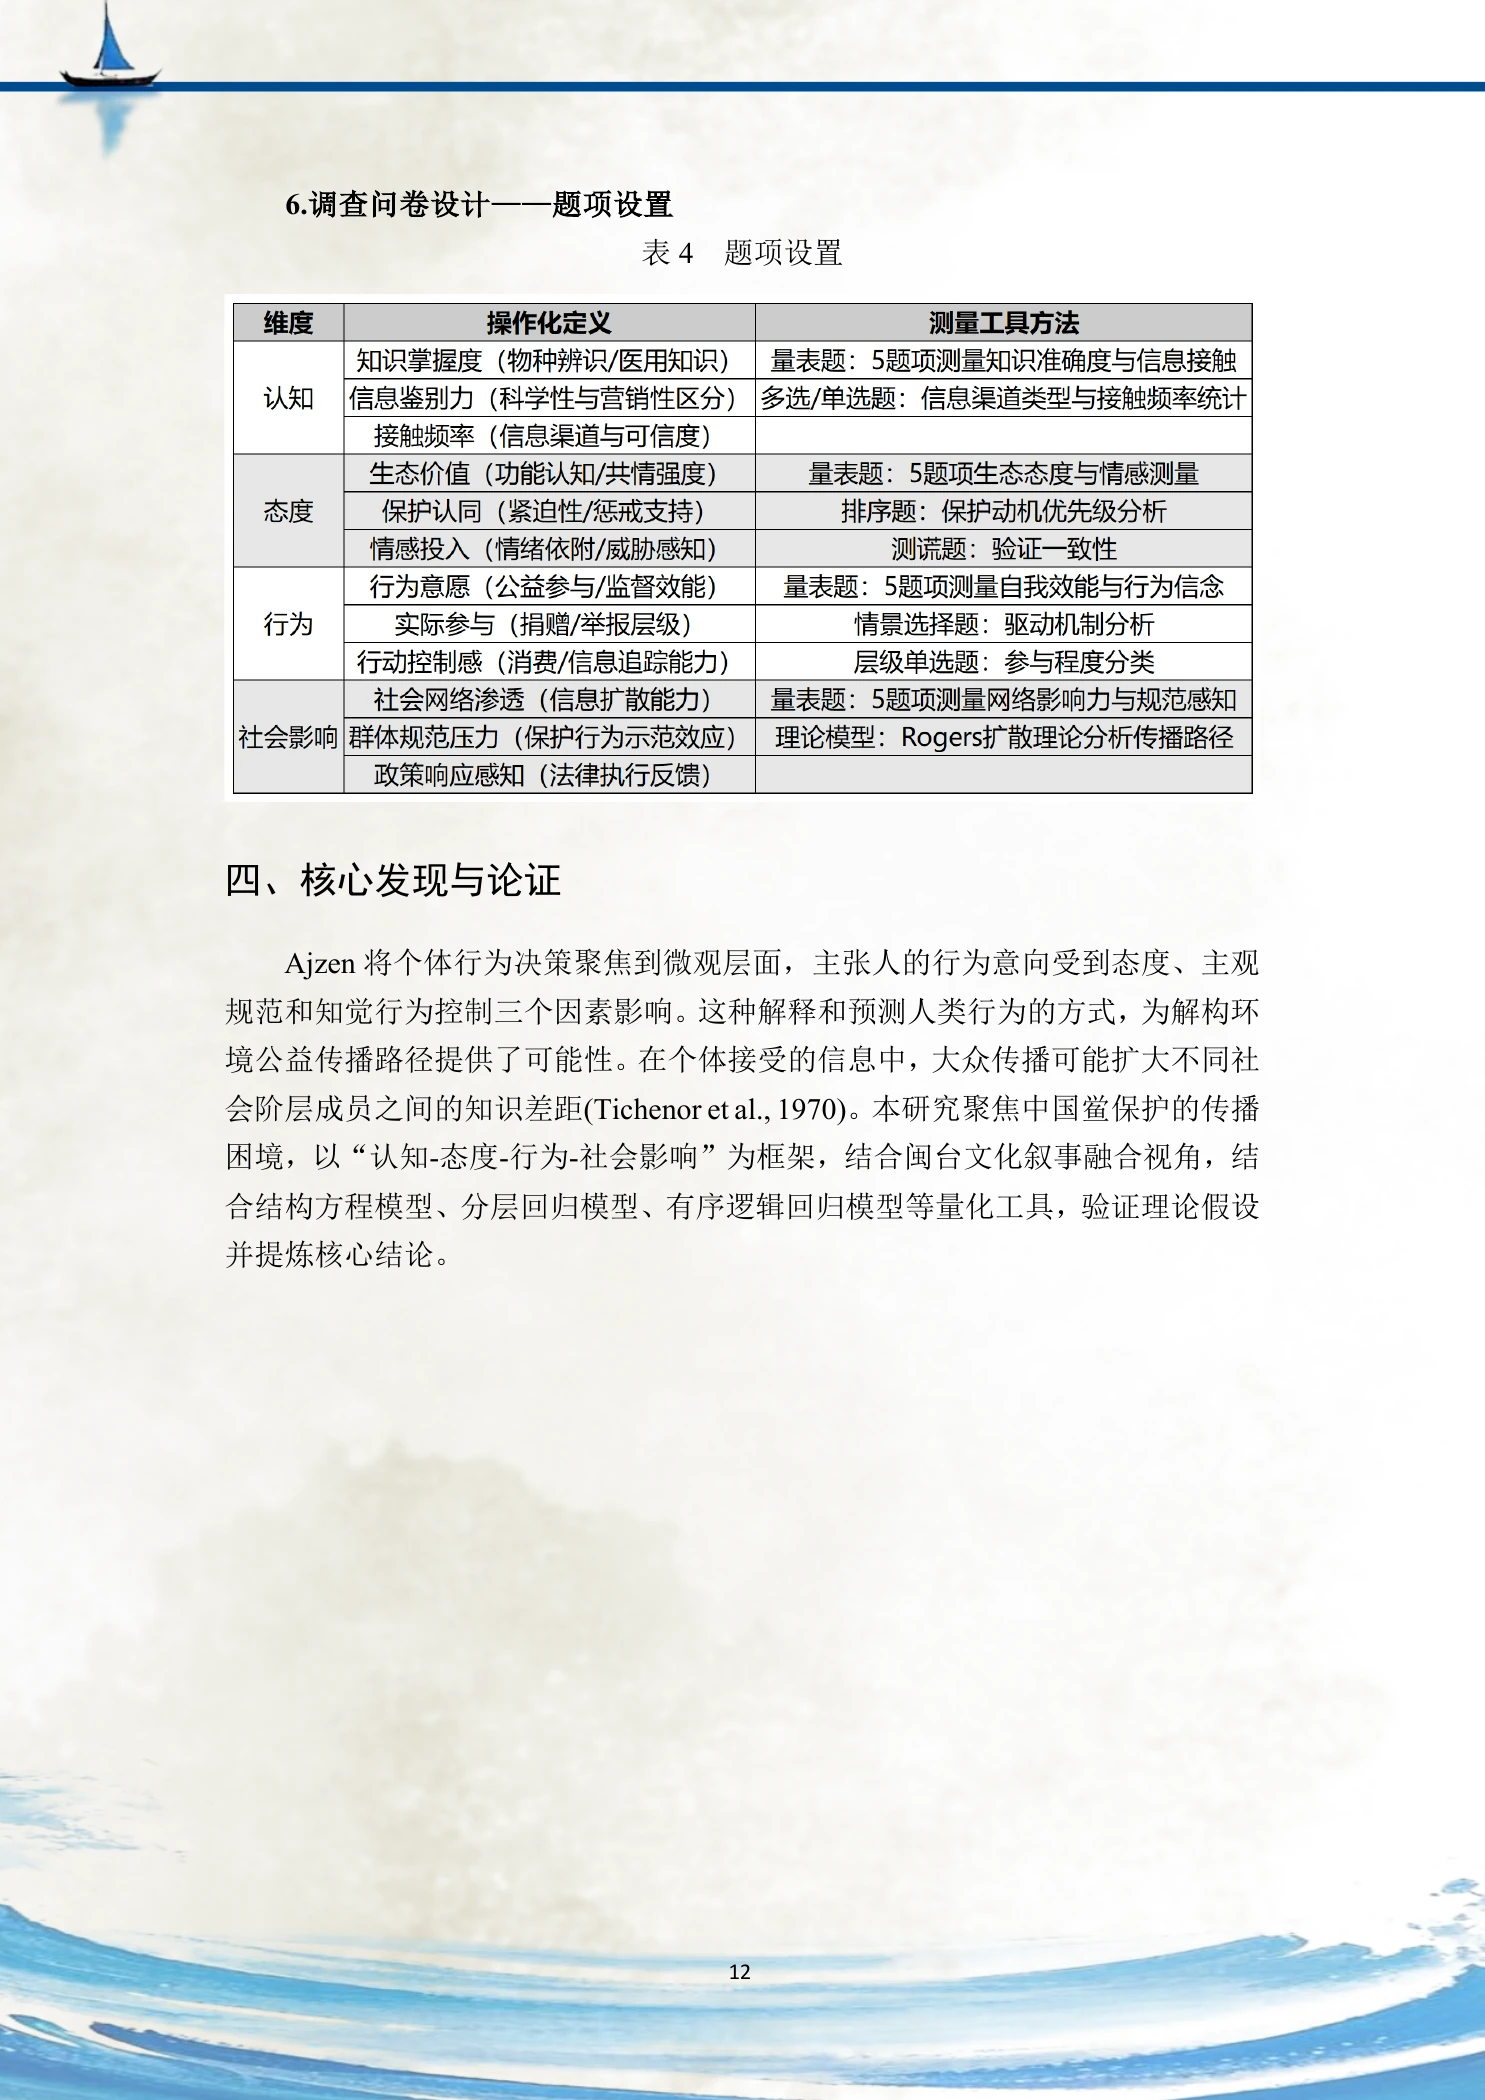 6.调查问卷设计——题项设置
表 4 题项设置
维度 操作化定义 测量工具方法
认知 知识掌握度（物种辨识/医用知识） 量表题：5题项测量知识准确度与信息接触
信息鉴别力（科学性与营销性区分） 多选/单选题：信息渠道类型与接触频率统计
接触频率（信息渠道与可信度）
态度 生态价值（功能认知/共情强度） 量表题：5题项生态态度与情感测量
保护认同（紧迫性/惩戒支持） 排序题：保护动机优先级分析
情感投入（情绪依附/威胁感知） 测谎题：验证一致性
行为 行为意愿（公益参与/监督效能） 量表题：5题项测量自我效能与行为信念
实际参与（捐赠/举报层级） 情景选择题：驱动机制分析
行动控制感（消费/信息追踪能力） 层级单选题：参与程度分类
社会影响 社会网络渗透（信息扩散能力） 量表题：5题项测量网络影响力与规范感知
群体规范压力（保护行为示范效应） 理论模型：Rogers扩散理论分析传播路径
政策响应感知（法律执行反馈）
四、核心发现与论证
Ajzen 将个体行为决策聚焦到微观层面，主张人的行为意向受到态度、主观
规范和知觉行为控制三个因素影响。这种解释和预测人类行为的方式，为解构环
境公益传播路径提供了可能性。在个体接受的信息中，大众传播可能扩大不同社
会阶层成员之间的知识差距(Tichenor et al., 1970)。本研究聚焦中国鲎保护的传播
困境，以“认知-态度-行为-社会影响”为框架，结合闽台文化叙事融合视角，结
合结构方程模型、分层回归模型、有序逻辑回归模型等量化工具，验证理论假设
并提炼核心结论。
12